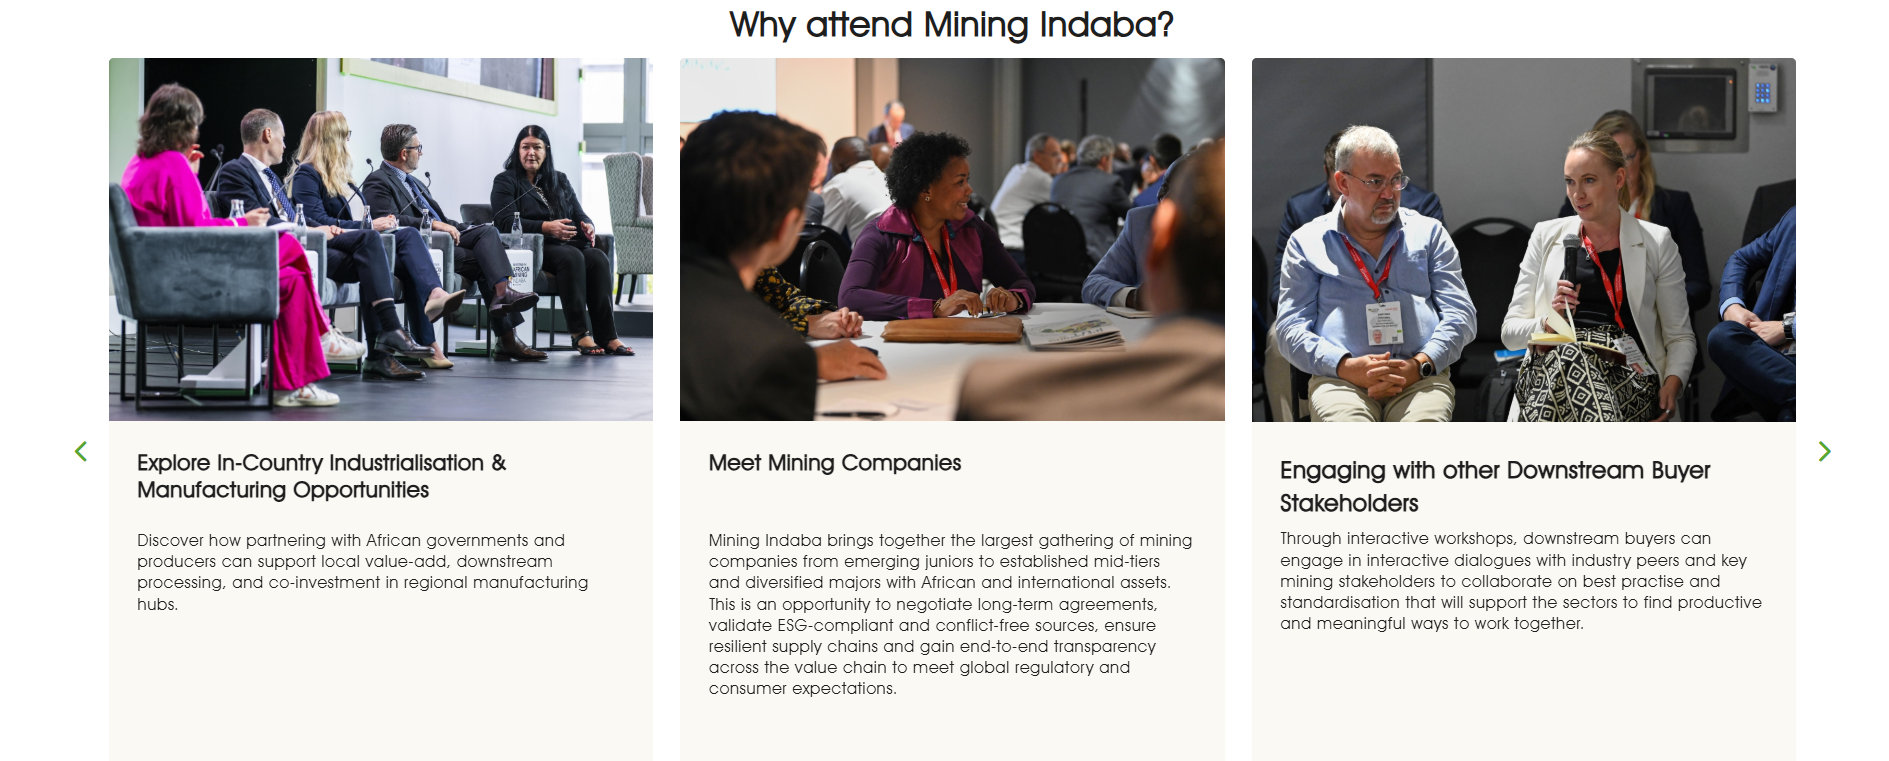 Why attend Mining Indaba?
Explore In-Country Industrialisation &
Manufacturing Opportunities
Discover how partnering with African governments and
producers can support local value-add, downstream
processing, and co-investment in regional manufacturing
hubs.
Meet Mining Companies
Mining Indaba brings together the largest gathering of mining
companies from emerging juniors to established mid-tiers
and diversified majors with African and international assets.
This is an opportunity to negotiate long-term agreements,
validate ESG-compliant and conflict-free sources, ensure
resilient supply chains and gain end-to-end transparency
across the value chain to meet global regulatory and
consumer expectations.
Engaging with other Downstream Buyer
Stakeholders
Through interactive workshops, downstream buyers can
engage in interactive dialogues with industry peers and key
mining stakeholders to collaborate on best practise and
standardisation that will support the sectors to find productive
and meaningful ways to work together.